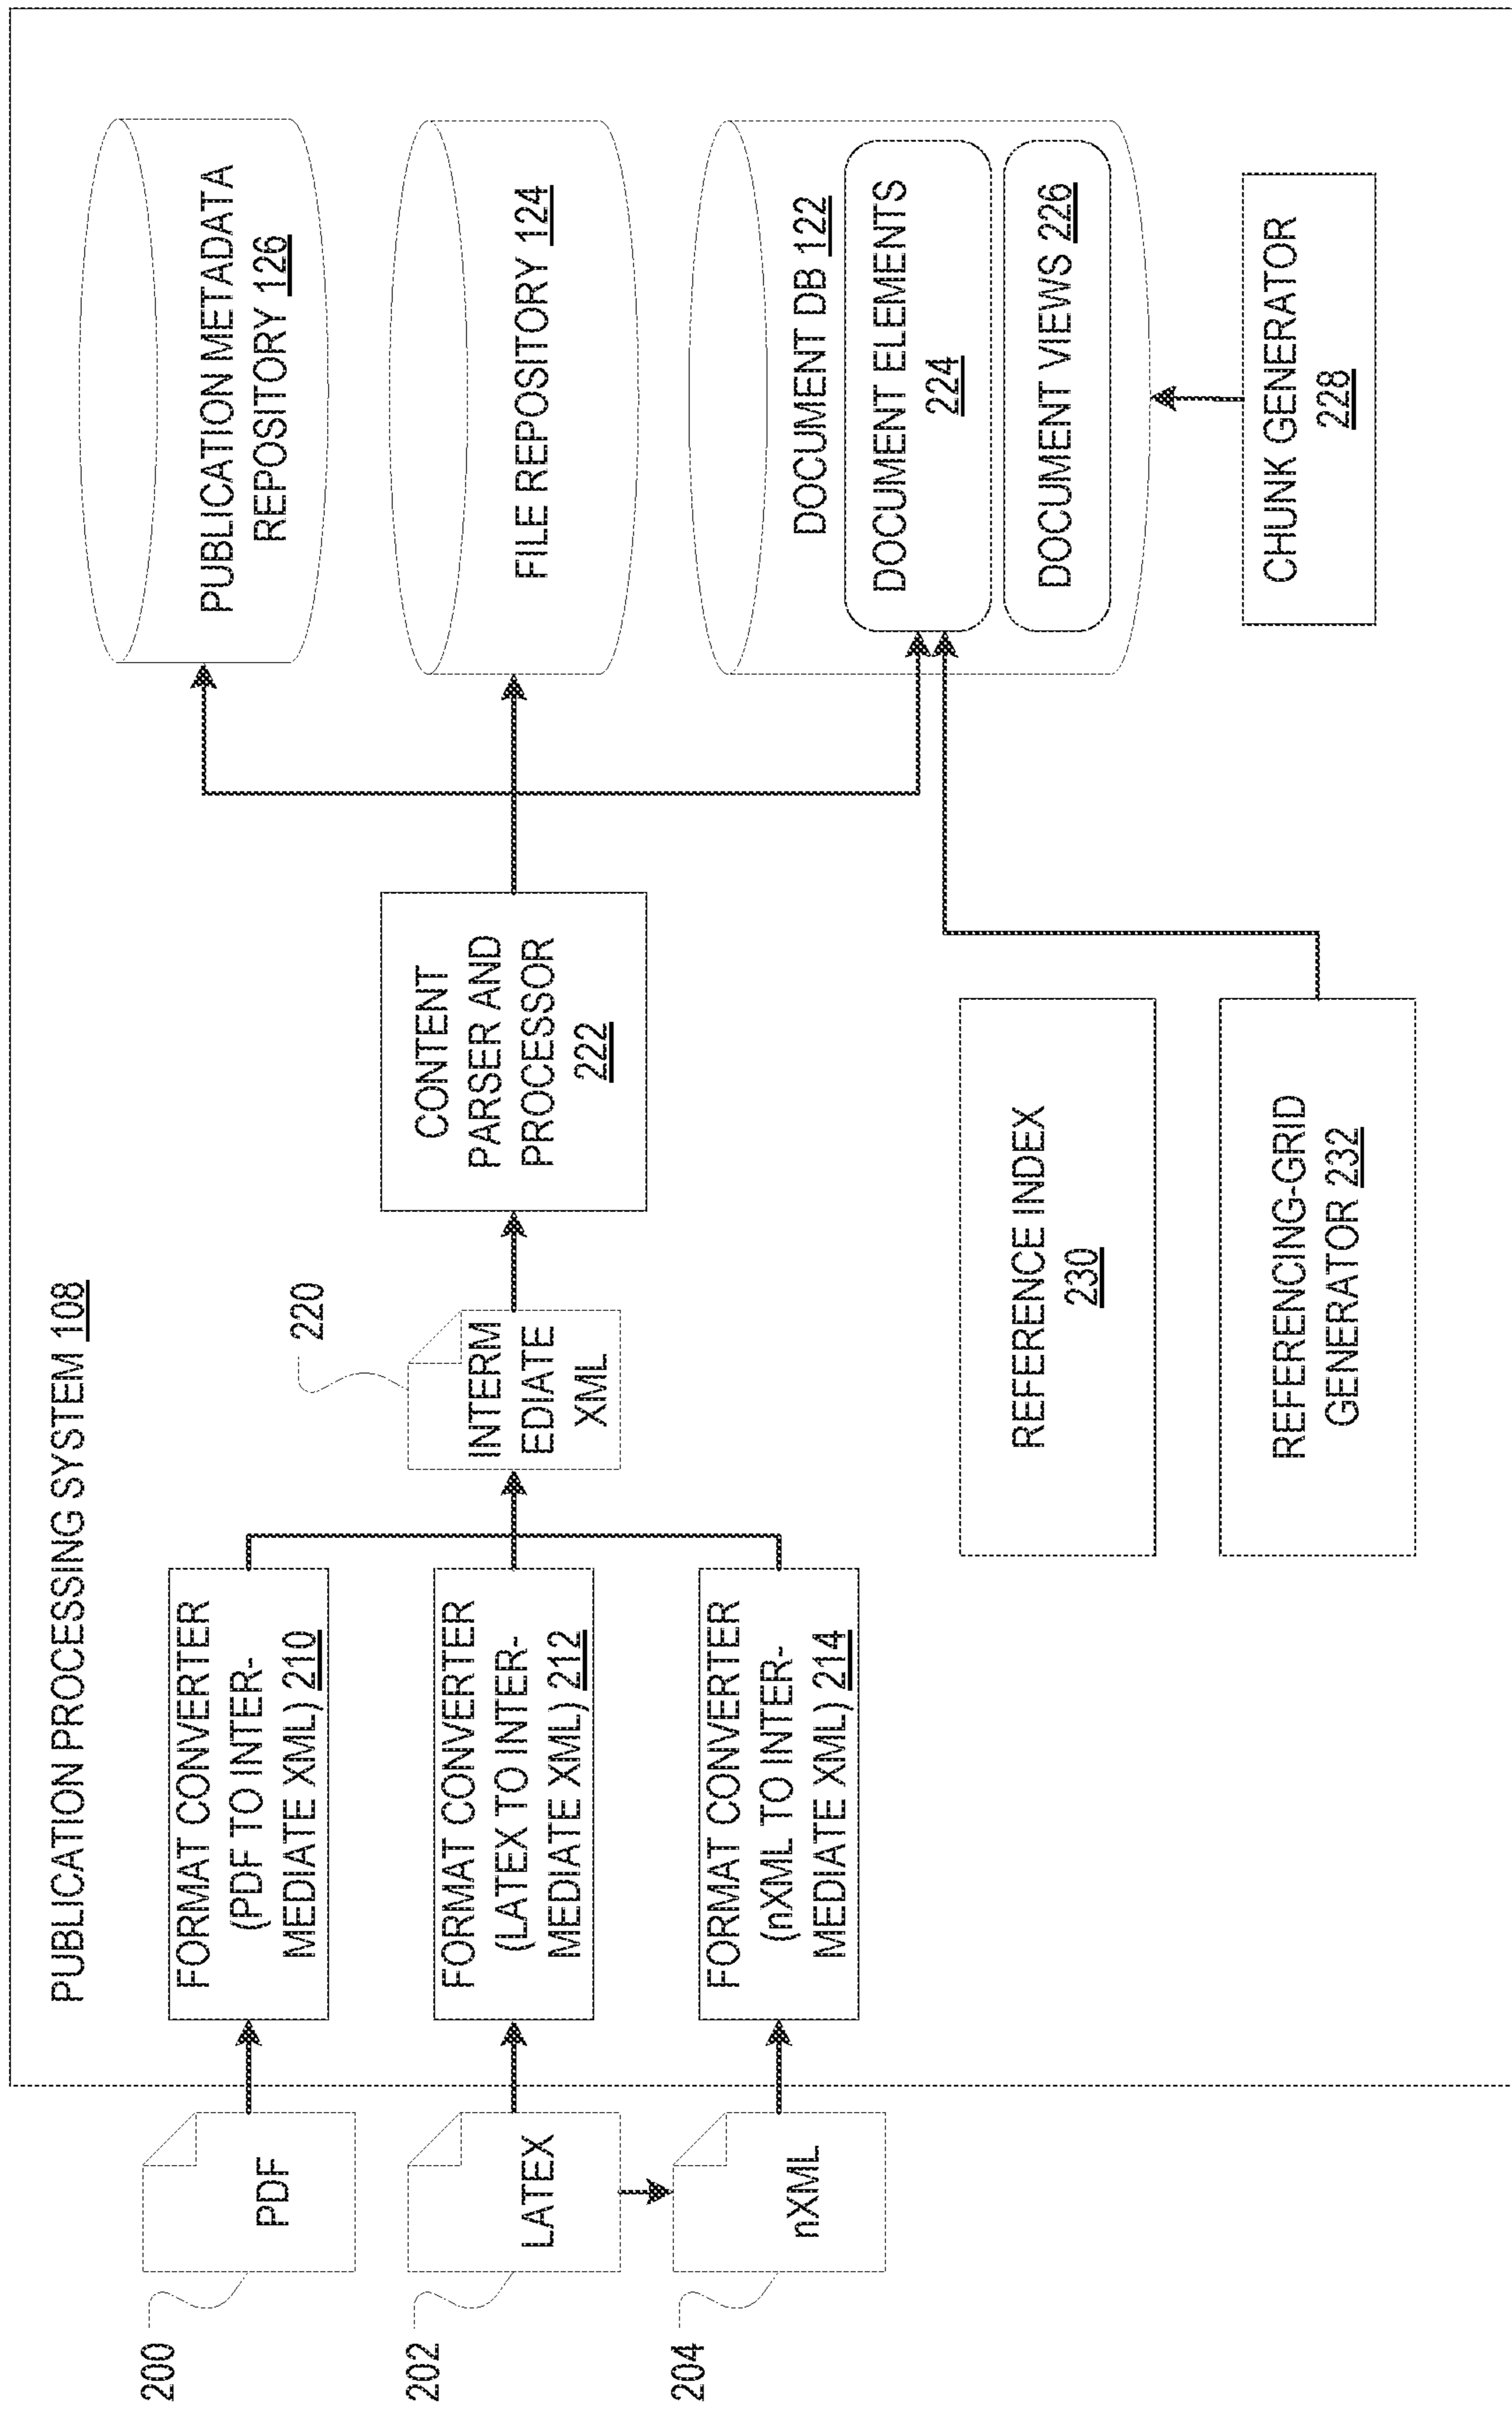 PUBLICATION PROCESSING SYSTEM 108
200
PDF
FORMAT CONVERTER
(PDF TO INTER-
MEDIATE XML) 210
202
LATEX
FORMAT CONVERTER
(LATEX TO INTER-
MEDIATE XML) 212
204
nXML
FORMAT CONVERTER
(nXML TO INTER-
MEDIATE XML) 214
220
INTERM
EDIATE
XML
CONTENT
PARSER AND
PROCESSOR
222
PUBLICATION METADATA
REPOSITORY 126
FILE REPOSITORY 124
DOCUMENT DB 122
DOCUMENT ELEMENTS
224
DOCUMENT VIEWS 226
REFERENCE INDEX
230
REFERENCING-GRID
GENERATOR 232
CHUNK GENERATOR
228